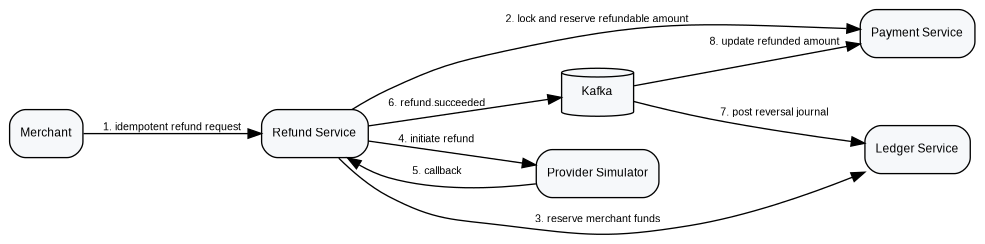 2. lock and reserve refundable amount
Payment Service
8. update refunded amount
Kafka
6. refund.succeeded
7. post reversal journal
Merchant
1. idempotent refund request
Refund Service
4. initiate refund
Ledger Service
5. callback
Provider Simulator
3. reserve merchant funds